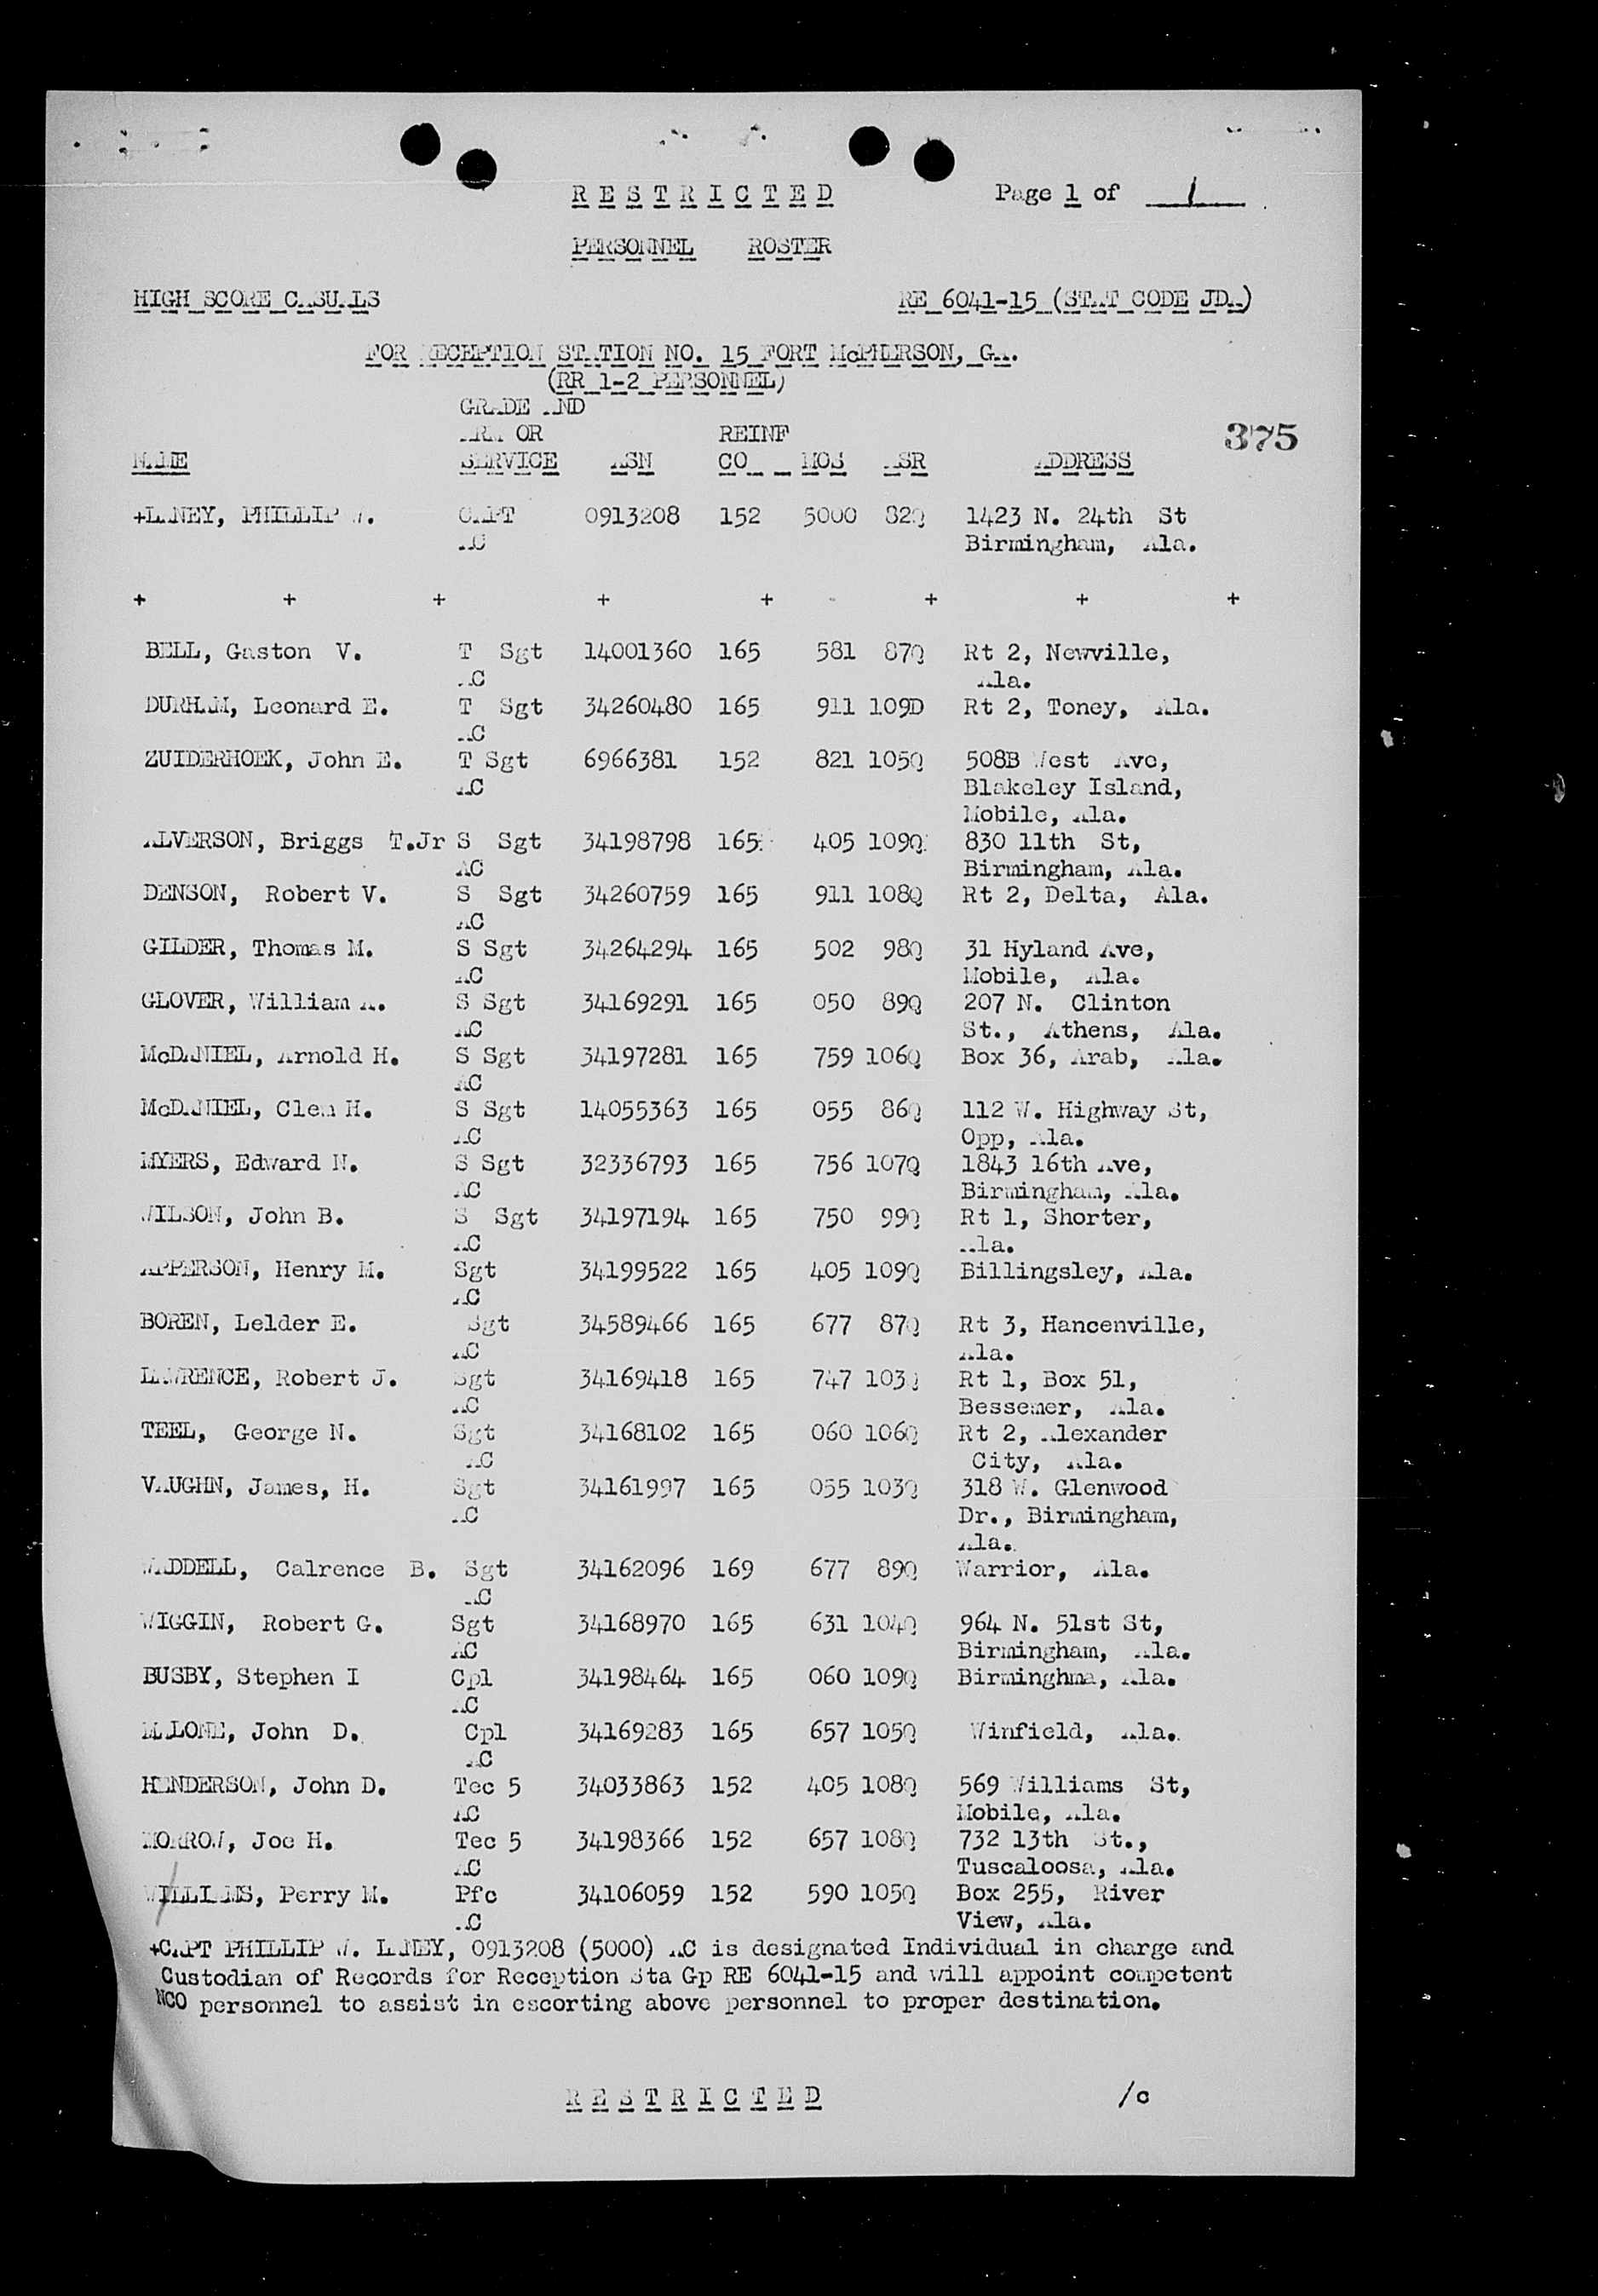 R E S T R I C T E D Page 1 of 1
PERSONNEL ROSTER
HIGH SCORE CASUALS RE 6041-15 (STAT CODE JDA)
FOR RECEPTION STATION NO. 15 FORT McPHERSON, GA.
(RR 1-2 PERSONNEL)
GRADE AND
ARM OR REINF 375
NAME SERVICE ASN CO MOS ASR ADDRESS
+LANEY, PHILLIP W. CAPT 0913208 152 5000 82Q 1423 N. 24th St
AC Birmingham, Ala.
+ + + + + + + +
BELL, Gaston V. T Sgt 14001360 165 581 87Q Rt 2, Newville,
AC Ala.
DURHAM, Leonard E. T Sgt 34260480 165 911 109D Rt 2, Toney, Ala.
AC
ZUIDERHOEK, John E. T Sgt 6966381 152 821 105Q 508B West Ave,
AC Blakeley Island,
Mobile, Ala.
ALVERSON, Briggs T.Jr S Sgt 34198798 165 405 109Q 830 11th St,
AC Birmingham, Ala.
DENSON, Robert V. S Sgt 34260759 165 911 108Q Rt 2, Delta, Ala.
AC
GILDER, Thomas M. S Sgt 34264294 165 502 98Q 31 Hyland Ave,
AC Mobile, Ala.
GLOVER, William A. S Sgt 34169291 165 050 89Q 207 N. Clinton
AC St., Athens, Ala.
McDANIEL, Arnold H. S Sgt 34197281 165 759 106Q Box 36, Arab, Ala.
AC
McDANIEL, Clem H. S Sgt 14055363 165 055 86Q 112 W. Highway St,
AC Opp, Ala.
MYERS, Edward N. S Sgt 32336793 165 756 107Q 1843 16th Ave,
AC Birmingham, Ala.
WILSON, John B. S Sgt 34197194 165 750 99Q Rt 1, Shorter,
AC Ala.
APPERSON, Henry M. Sgt 34199522 165 405 109Q Billingsley, Ala.
AC
BOREN, Lelder E. Sgt 34589466 165 677 87Q Rt 3, Hancenville,
AC Ala.
LAWRENCE, Robert J. Sgt 34169418 165 747 103Q Rt 1, Box 51,
AC Bessemer, Ala.
TEEL, George N. Sgt 34168102 165 060 106Q Rt 2, Alexander
AC City, Ala.
VAUGHN, James, H. Sgt 34161997 165 055 103Q 318 W. Glenwood
AC Dr., Birmingham,
Ala.
WADDELL, Calrence B. Sgt 34162096 169 677 89Q Warrior, Ala.
AC
WIGGIN, Robert G. Sgt 34168970 165 631 104Q 964 N. 51st St,
AC Birmingham, Ala.
BUSBY, Stephen I Cpl 34198464 165 060 109Q Birminghma, Ala.
AC
MALONE, John D. Cpl 34169283 165 657 105Q Winfield, Ala.
AC
HENDERSON, John D. Tec 5 34033863 152 405 108Q 569 Williams St,
AC Mobile, Ala.
MORROW, Joe H. Tec 5 34198366 152 657 108Q 732 13th St.,
AC Tuscaloosa, Ala.
WILLIAMS, Perry M. Pfc 34106059 152 590 105Q Box 255, River
AC View, Ala.
+CAPT PHILLIP W. LANEY, 0913208 (5000) AC is designated Individual in charge and
Custodian of Records for Reception Sta Gp RE 6041-15 and will appoint competent
NCO personnel to assist in escorting above personnel to proper destination.
R E S T R I C T E D /c